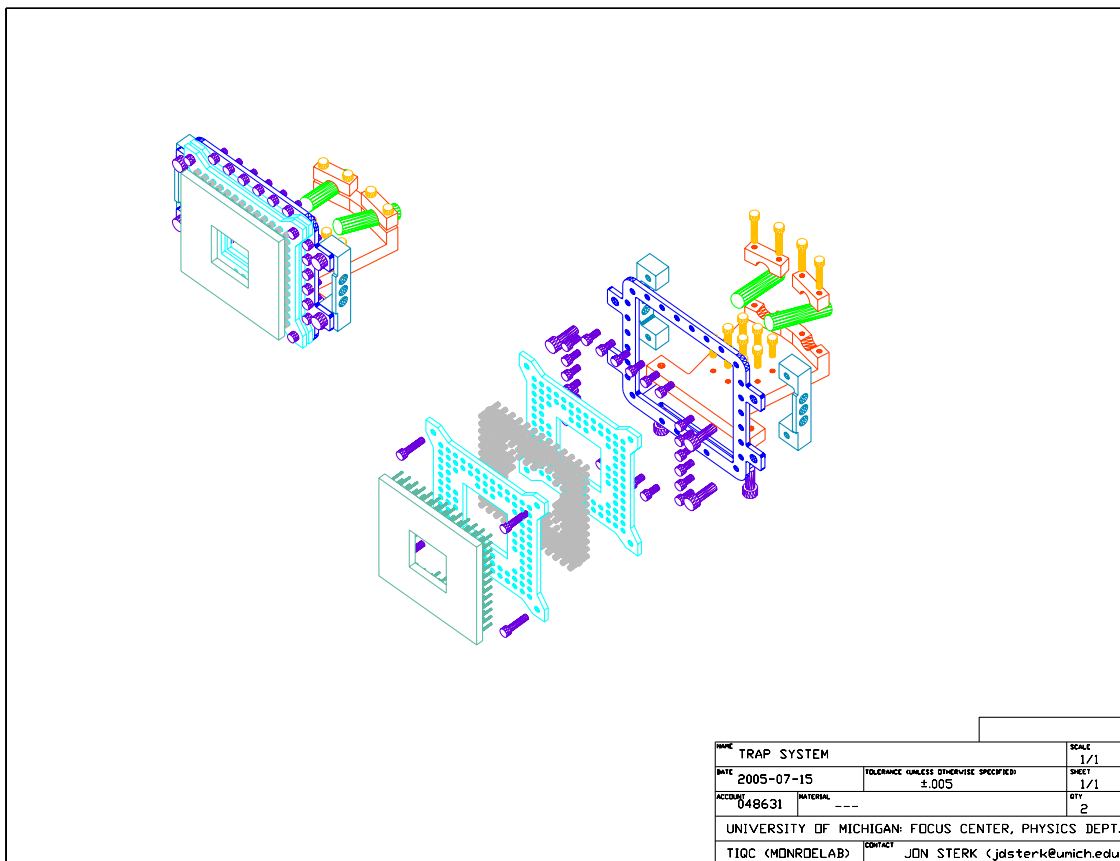 NAME TRAP SYSTEM
SCALE 1/1
DATE 2005-07-15
TOLERANCE (UNLESS OTHERWISE SPECIFIED) ±.005
SHEET 1/1
ACCOUNT 048631
MATERIAL ---
QTY 2
UNIVERSITY OF MICHIGAN: FOCUS CENTER, PHYSICS DEPT.
TIQC (MONROELAB)
CONTACT JON STERK (jdsterk@umich.edu